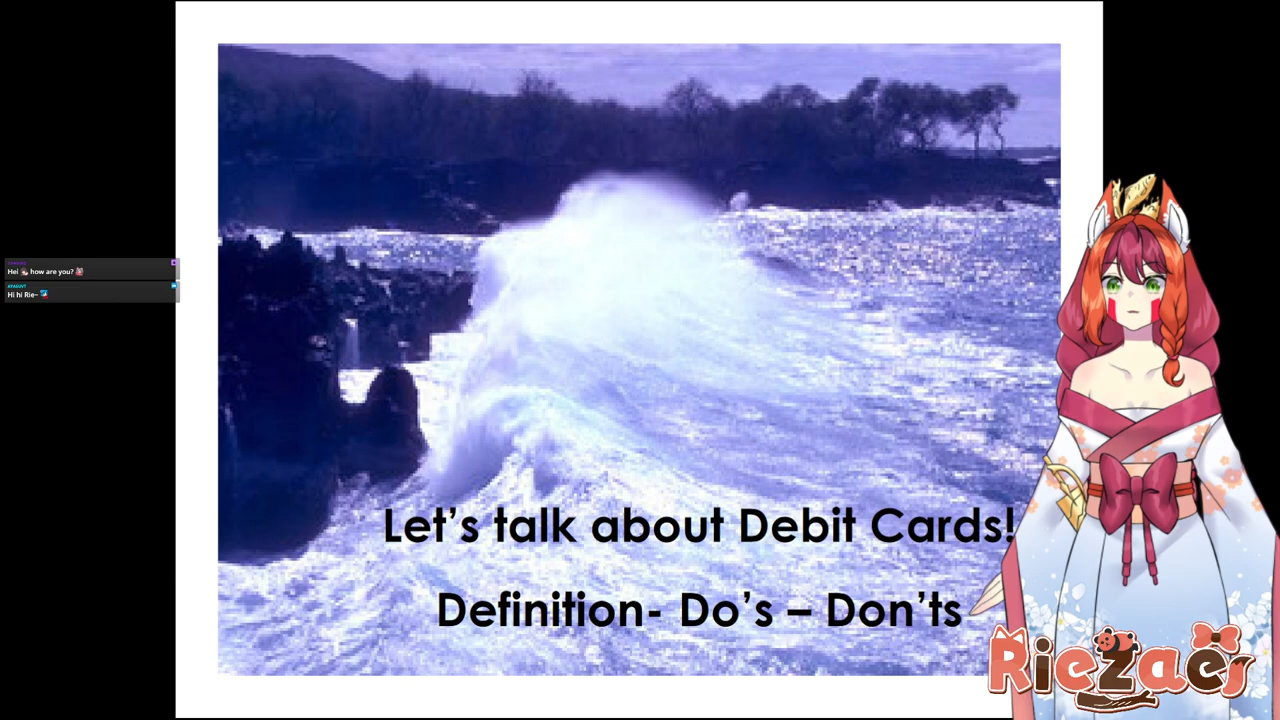 Hei how are you?
Hi hi Rie~
Let's talk about Debit Cards!
Definition- Do's – Don'ts
Riezaes